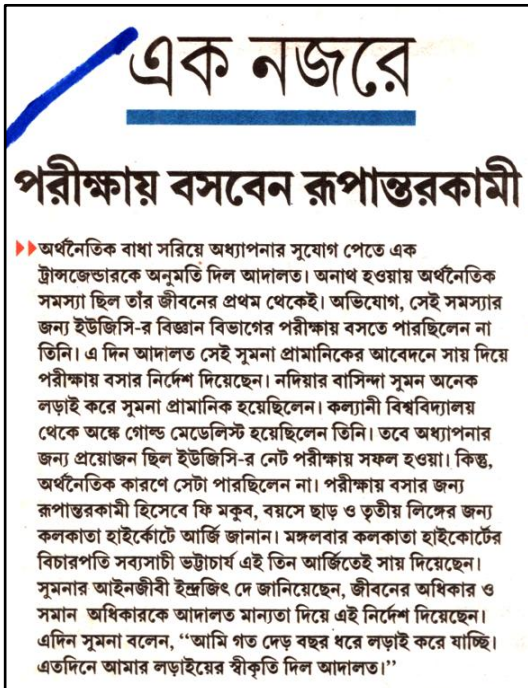 এক নজরে
পরীক্ষায় বসবেন রূপান্তরকামী
অর্থনৈতিক বাধা সরিয়ে অধ্যাপনার সুযোগ পেতে এক
ট্রান্সজেন্ডারকে অনুমতি দিল আদালত। অনাথ হওয়ায় অর্থনৈতিক
সমস্যা ছিল তাঁর জীবনের প্রথম থেকেই। অভিযোগ, সেই সমস্যার
জন্য ইউজিসি-র বিজ্ঞান বিভাগের পরীক্ষায় বসতে পারছিলেন না
তিনি। এ দিন আদালত সেই সুমনা প্রামানিকের আবেদনে সায় দিয়ে
পরীক্ষায় বসার নির্দেশ দিয়েছেন। নদিয়ার বাসিন্দা সুমন অনেক
লড়াই করে সুমনা প্রামানিক হয়েছিলেন। কল্যানী বিশ্ববিদ্যালয়
থেকে অঙ্কে গোল্ড মেডেলিস্ট হয়েছিলেন তিনি। তবে অধ্যাপনার
জন্য প্রয়োজন ছিল ইউজিসি-র নেট পরীক্ষায় সফল হওয়া। কিন্তু,
অর্থনৈতিক কারণে সেটা পারছিলেন না। পরীক্ষায় বসার জন্য
রূপান্তরকামী হিসেবে ফি মকুব, বয়সে ছাড় ও তৃতীয় লিঙ্গের জন্য
কলকাতা হাইর্কোটে আর্জি জানান। মঙ্গলবার কলকাতা হাইকোর্টের
বিচারপতি সব্যসাচী ভট্টাচার্য এই তিন আর্জিতেই সায় দিয়েছেন।
সুমনার আইনজীবী ইন্দ্রজিৎ দে জানিয়েছেন, জীবনের অধিকার ও
সমান অধিকারকে আদালত মান্যতা দিয়ে এই নির্দেশ দিয়েছেন।
এদিন সুমনা বলেন, ‘‘আমি গত দেড় বছর ধরে লড়াই করে যাচ্ছি।
এতদিনে আমার লড়াইয়ের স্বীকৃতি দিল আদালত।’’